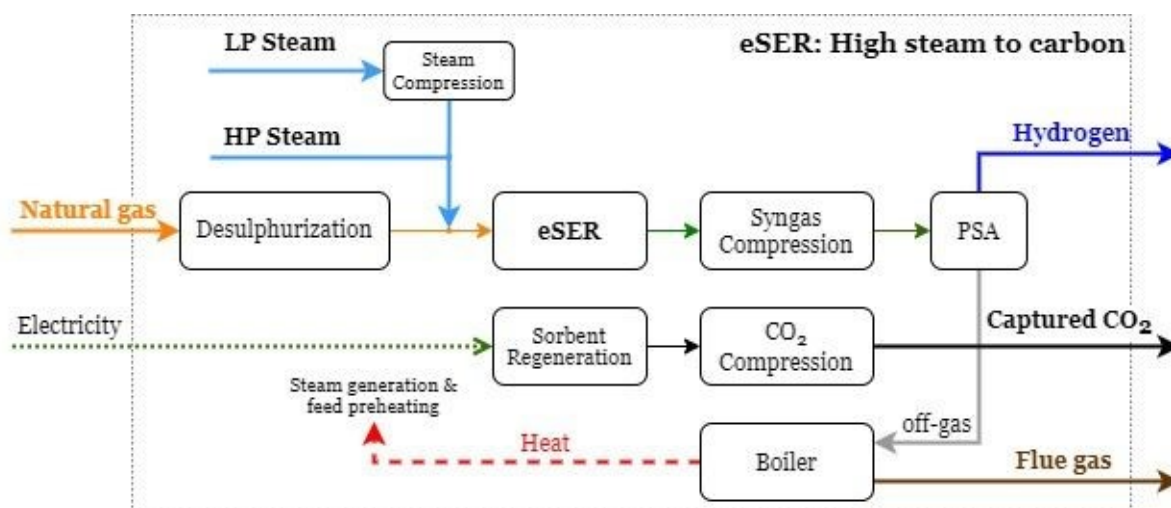 LP Steam
Steam
Compression
eSER: High steam to carbon
HP Steam
Hydrogen
Natural gas
Desulphurization
eSER
Syngas
Compression
PSA
Electricity
Sorbent
Regeneration
CO₂
Compression
Captured CO₂
Steam generation &
feed preheating
off-gas
Heat
Boiler
Flue gas